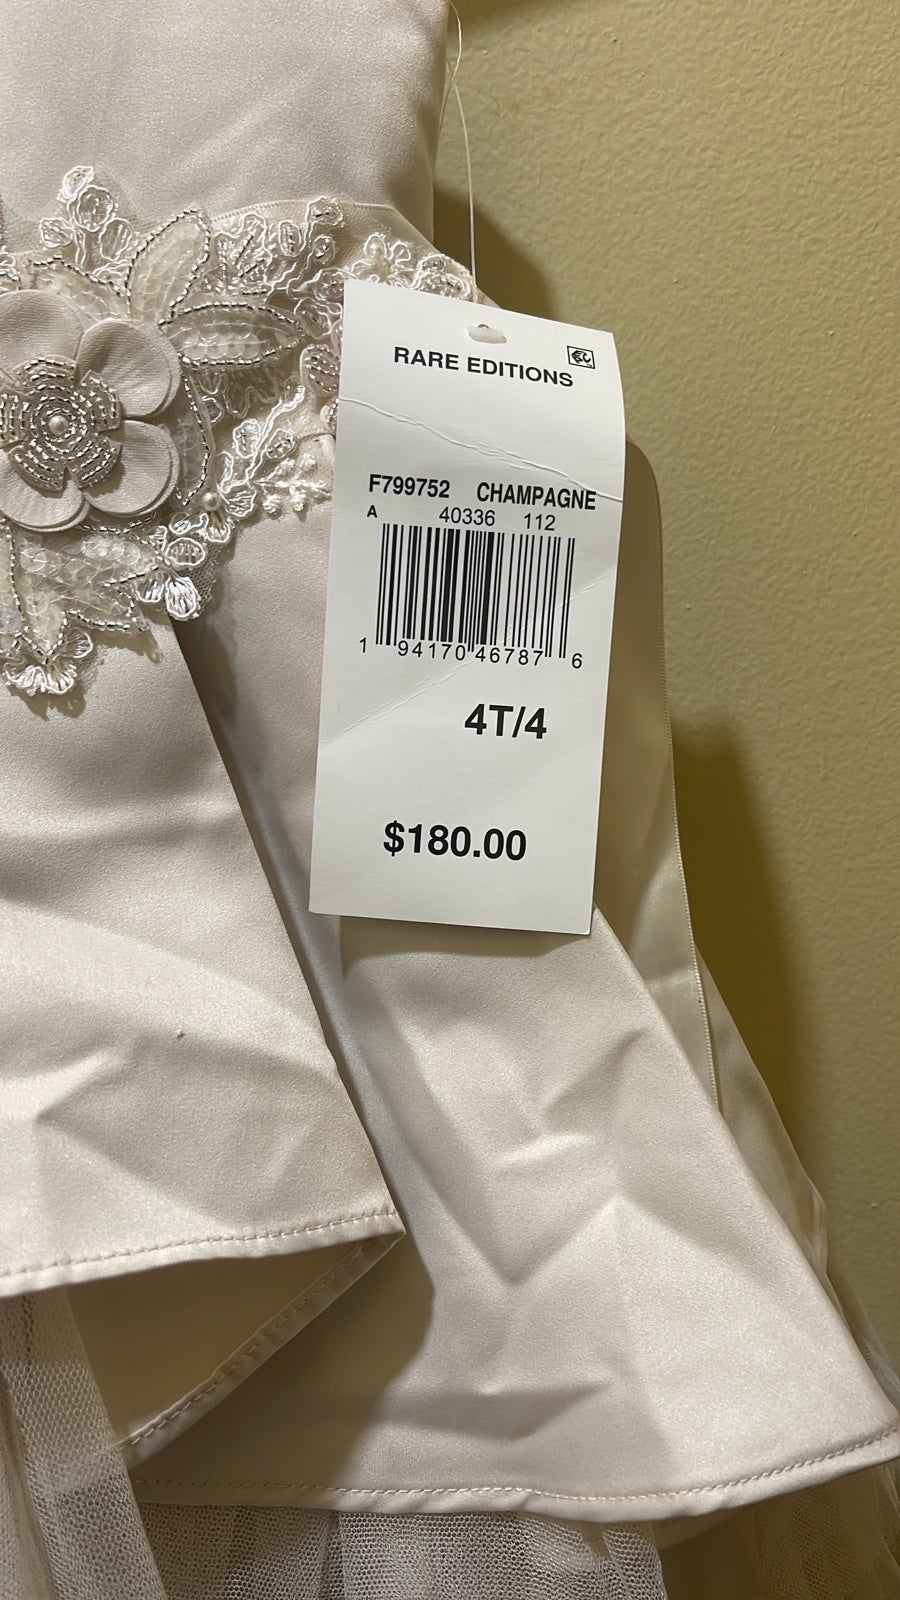 RARE EDITIONS
F799752 CHAMPAGNE
A 40336 112
1 94170 46787 6
4T/4
$180.00